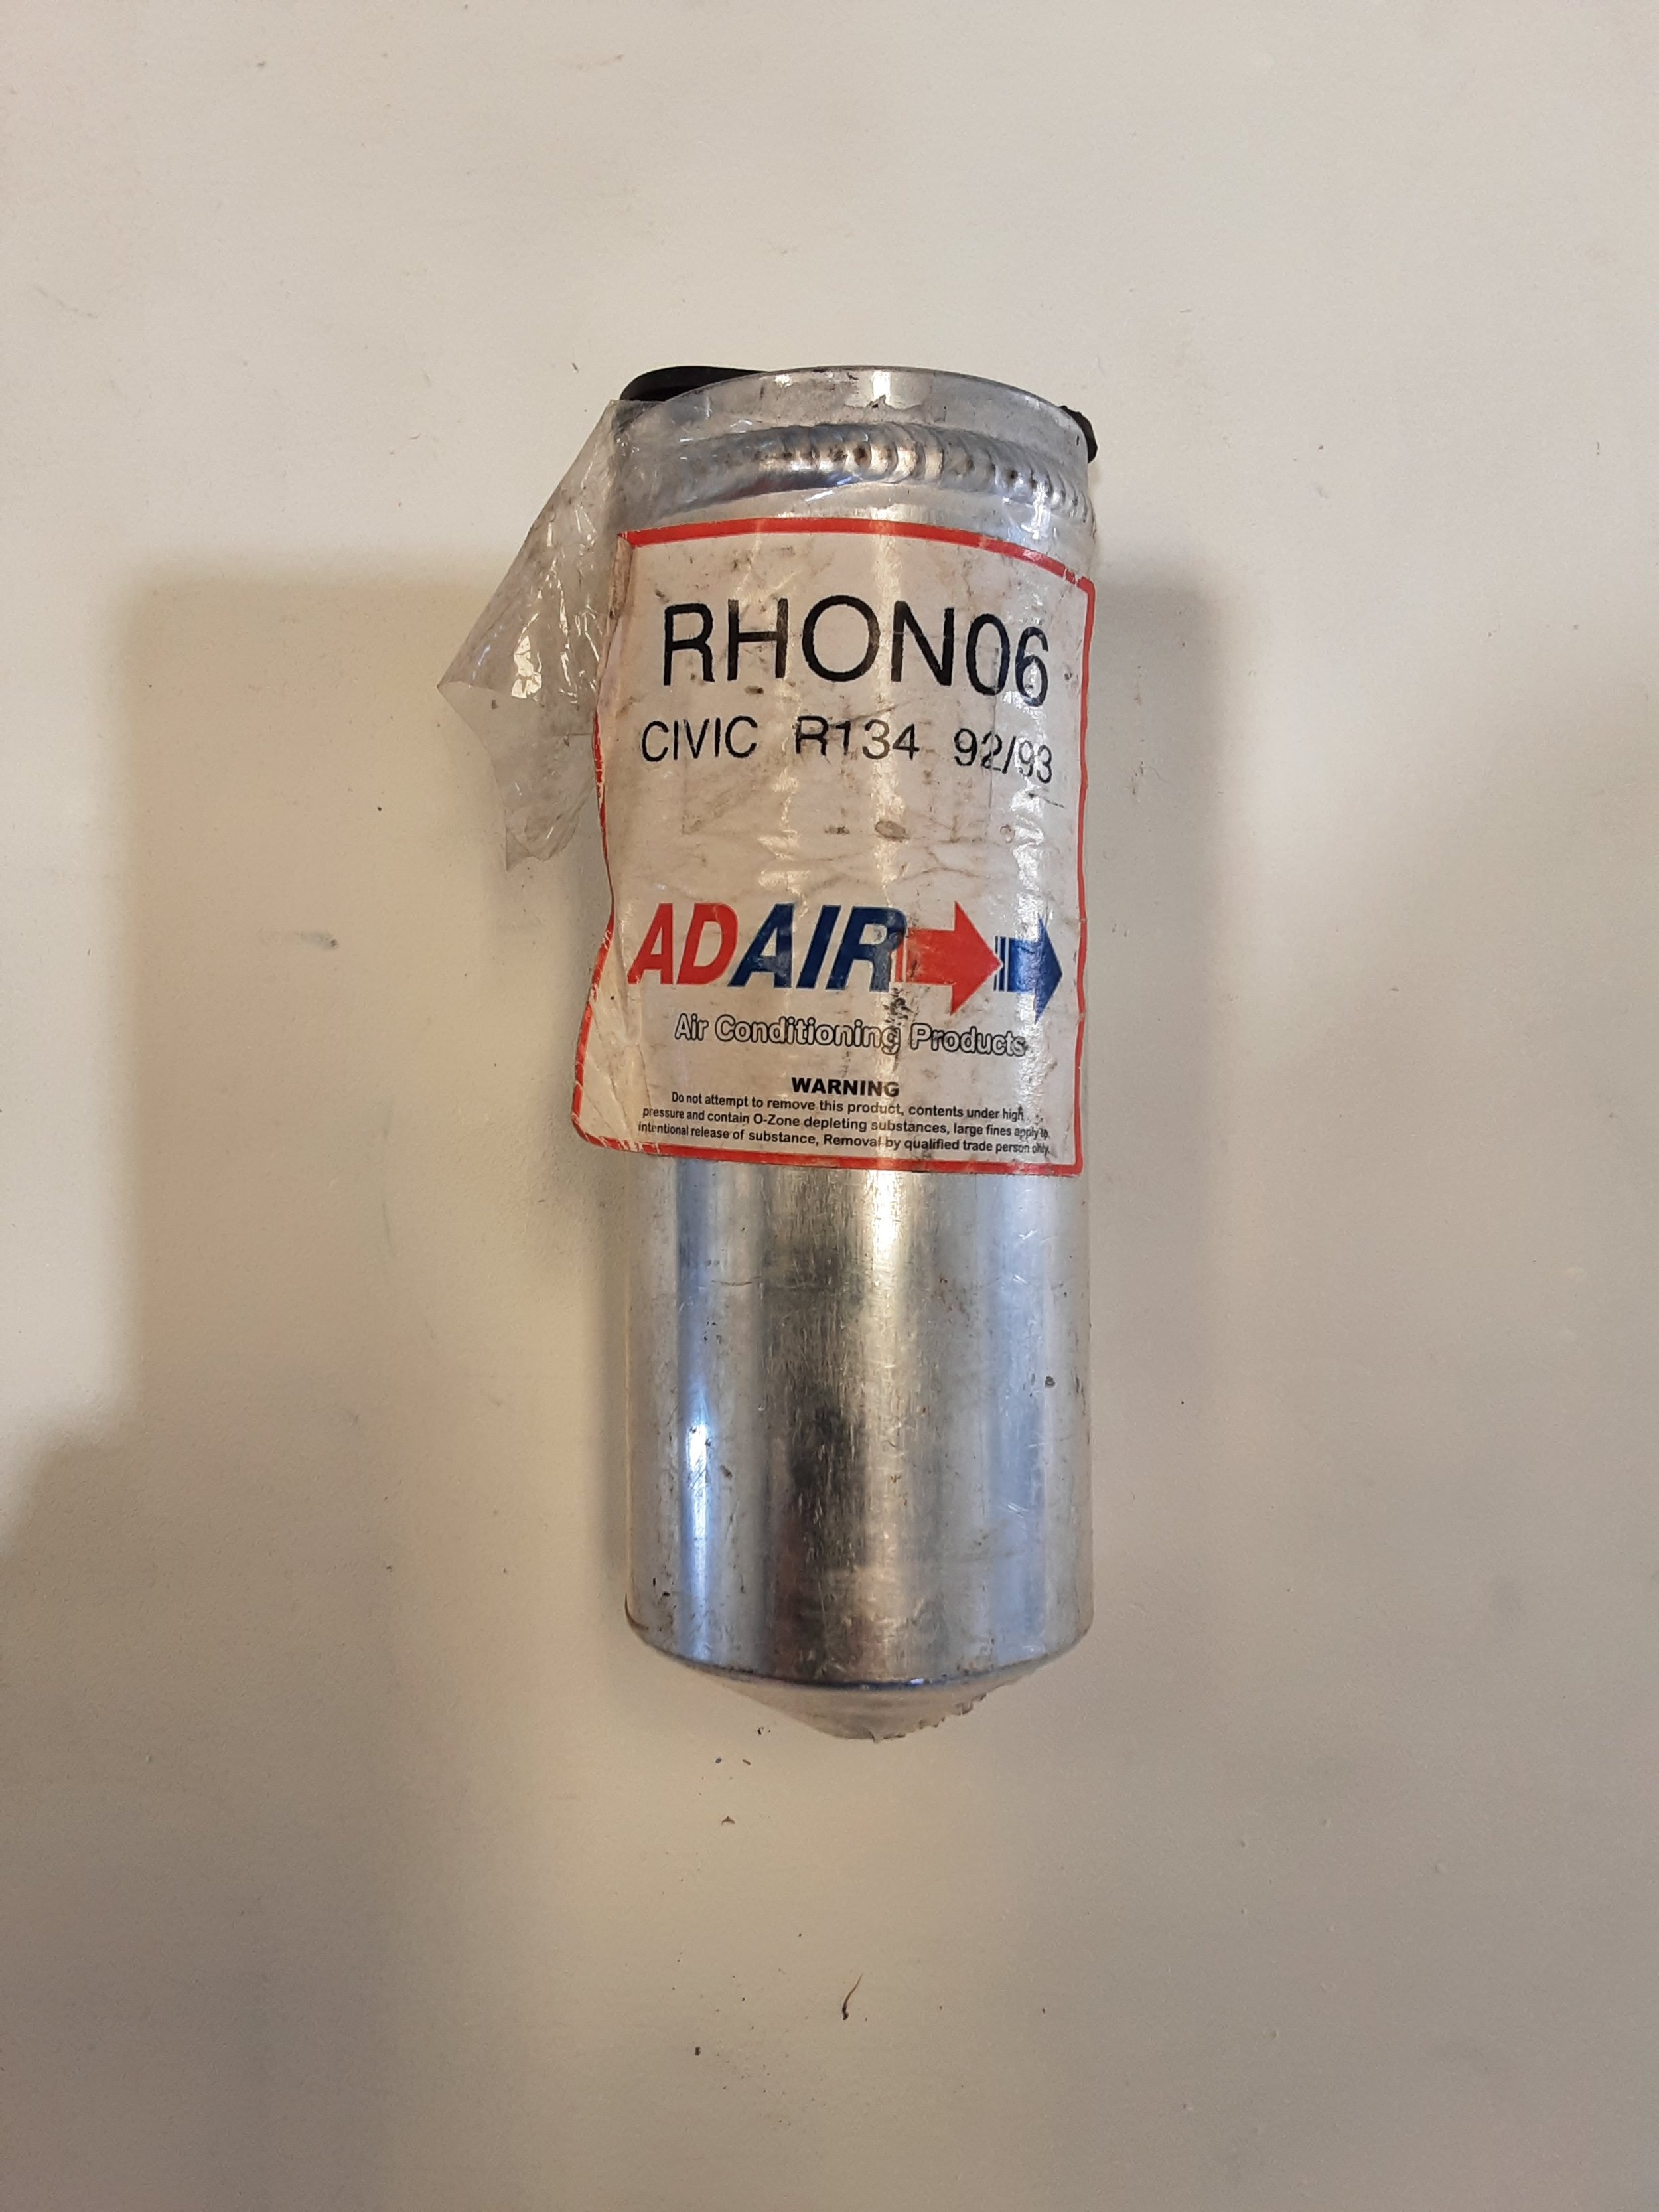 RHON06
CIVIC R134 92/93
ADAIR
Air Conditioning Products
WARNING
Do not attempt to remove this product, contents under high
pressure and contain O-Zone depleting substances, large fines apply to
intentional release of substance, Removal by qualified trade person only.